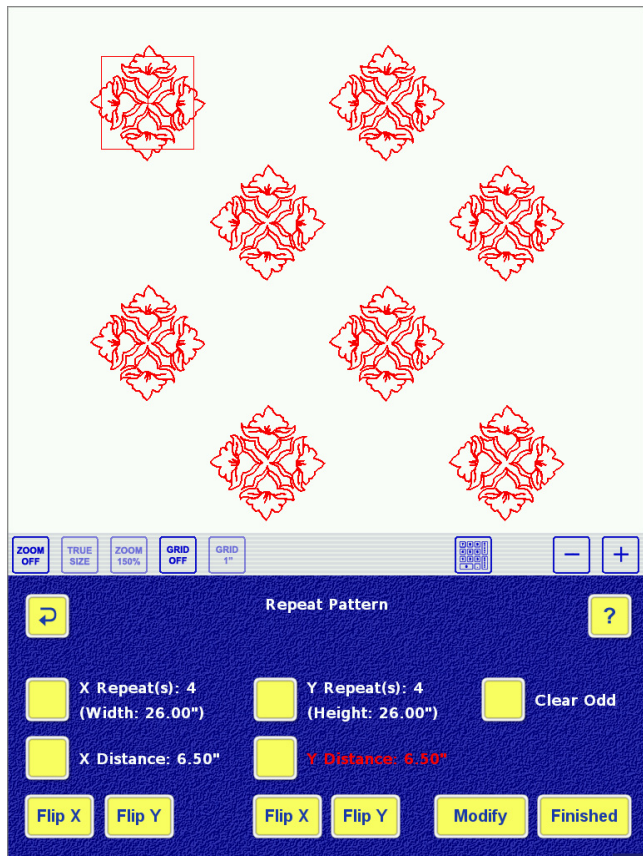 ZOOM OFF
TRUE SIZE
ZOOM 150%
GRID OFF
GRID 1"
− +
Repeat Pattern
?
X Repeat(s): 4
(Width: 26.00")
Y Repeat(s): 4
(Height: 26.00")
Clear Odd
X Distance: 6.50"
Y Distance: 6.50"
Flip X
Flip Y
Flip X
Flip Y
Modify
Finished